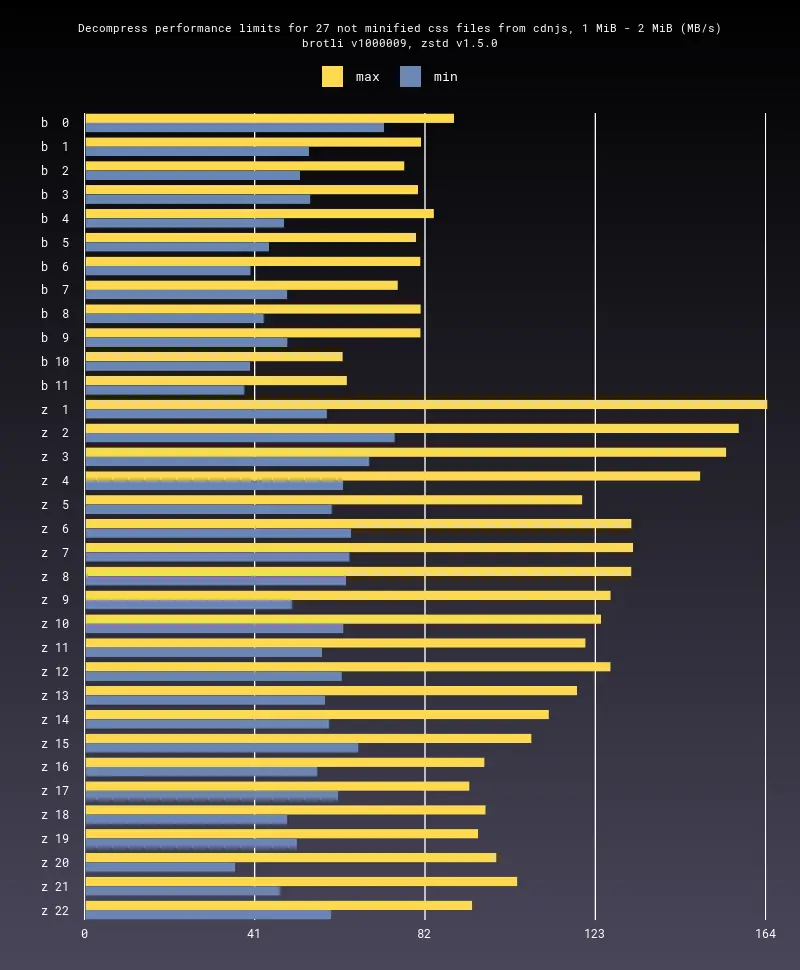 Decompress performance limits for 27 not minified css files from cdnjs, 1 MiB - 2 MiB (MB/s)
brotli v1000009, zstd v1.5.0
max min
b 0
b 1
b 2
b 3
b 4
b 5
b 6
b 7
b 8
b 9
b 10
b 11
z 1
z 2
z 3
z 4
z 5
z 6
z 7
z 8
z 9
z 10
z 11
z 12
z 13
z 14
z 15
z 16
z 17
z 18
z 19
z 20
z 21
z 22
0 41 82 123 164